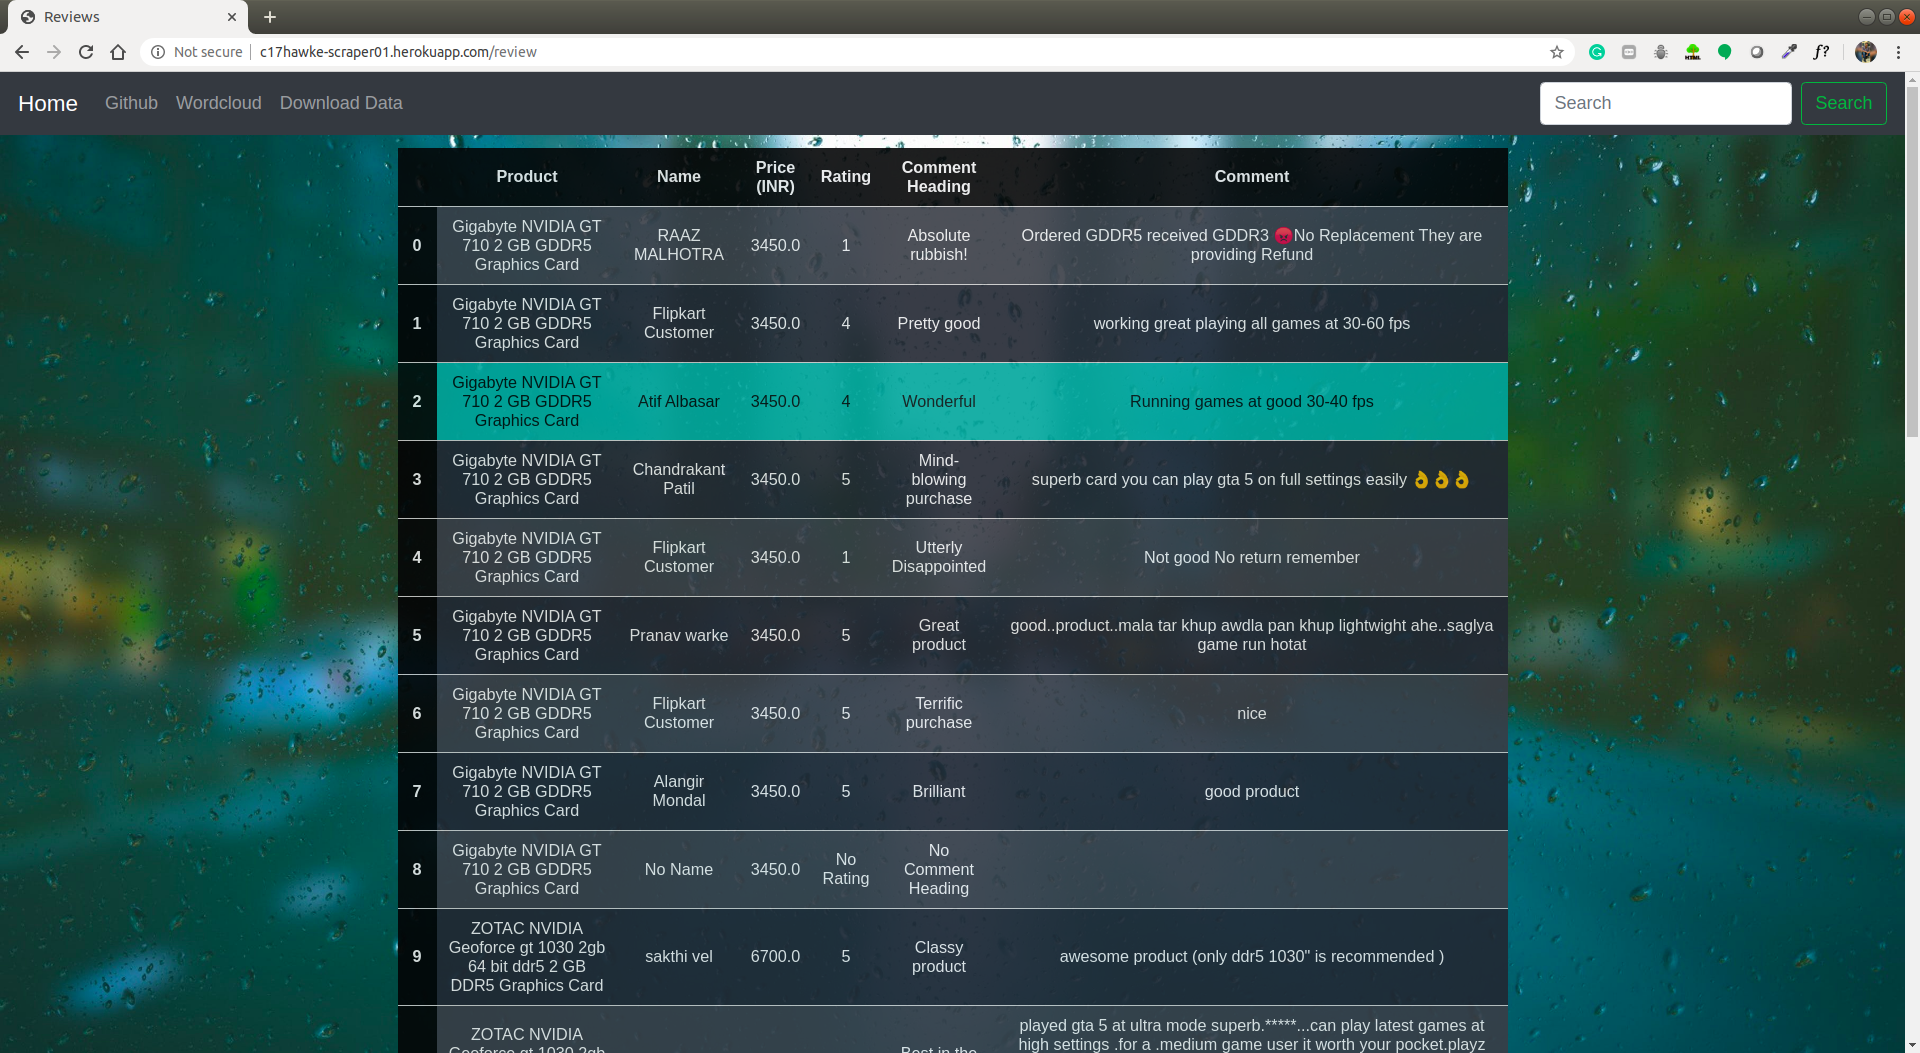 Reviews
Not secure
c17hawke-scraper01.herokuapp.com/review
HTML
f?
Home Github Wordcloud Download Data
Search
Search
Product Name Price (INR) Rating Comment Heading Comment
0
Gigabyte NVIDIA GT
710 2 GB GDDR5
Graphics Card
RAAZ
MALHOTRA
3450.0
1
Absolute
rubbish!
Ordered GDDR5 received GDDR3 😡No Replacement They are
providing Refund
1
Gigabyte NVIDIA GT
710 2 GB GDDR5
Graphics Card
Flipkart
Customer
3450.0
4
Pretty good
working great playing all games at 30-60 fps
2
Gigabyte NVIDIA GT
710 2 GB GDDR5
Graphics Card
Atif Albasar
3450.0
4
Wonderful
Running games at good 30-40 fps
3
Gigabyte NVIDIA GT
710 2 GB GDDR5
Graphics Card
Chandrakant
Patil
3450.0
5
Mind-
blowing
purchase
superb card you can play gta 5 on full settings easily 👌👌👌
4
Gigabyte NVIDIA GT
710 2 GB GDDR5
Graphics Card
Flipkart
Customer
3450.0
1
Utterly
Disappointed
Not good No return remember
5
Gigabyte NVIDIA GT
710 2 GB GDDR5
Graphics Card
Pranav warke
3450.0
5
Great
product
good..product..mala tar khup awdla pan khup lightwight ahe..saglya
game run hotat
6
Gigabyte NVIDIA GT
710 2 GB GDDR5
Graphics Card
Flipkart
Customer
3450.0
5
Terrific
purchase
nice
7
Gigabyte NVIDIA GT
710 2 GB GDDR5
Graphics Card
Alangir
Mondal
3450.0
5
Brilliant
good product
8
Gigabyte NVIDIA GT
710 2 GB GDDR5
Graphics Card
No Name
3450.0
No
Rating
No
Comment
Heading
9
ZOTAC NVIDIA
Geoforce gt 1030 2gb
64 bit ddr5 2 GB
DDR5 Graphics Card
sakthi vel
6700.0
5
Classy
product
awesome product (only ddr5 1030" is recommended )
ZOTAC NVIDIA
Geoforce gt 1030 2gb
Best in the
played gta 5 at ultra mode superb.*****...can play latest games at
high settings .for a .medium game user it worth your pocket.playz